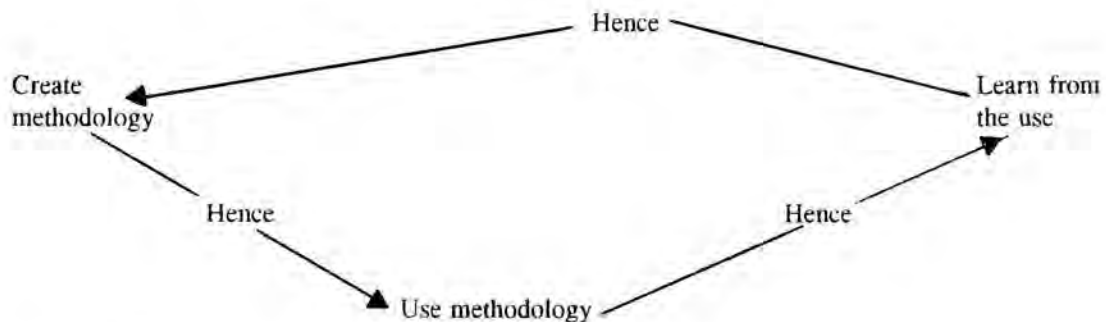 Hence
Create
methodology
Learn from
the use
Hence
Hence
Use methodology